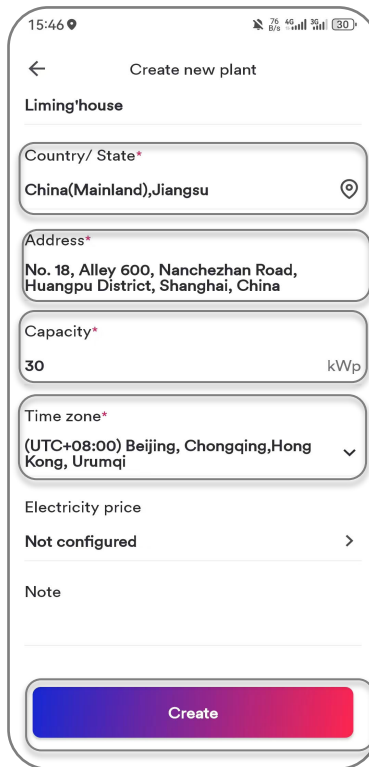 15:46 76 B/s 4G 3G 30
Create new plant
Liming'house
Country/ State*
China(Mainland),Jiangsu
Address*
No. 18, Alley 600, Nanchezhan Road,
Huangpu District, Shanghai, China
Capacity*
30 kWp
Time zone*
(UTC+08:00) Beijing, Chongqing,Hong
Kong, Urumqi
Electricity price
Not configured
Note
Create